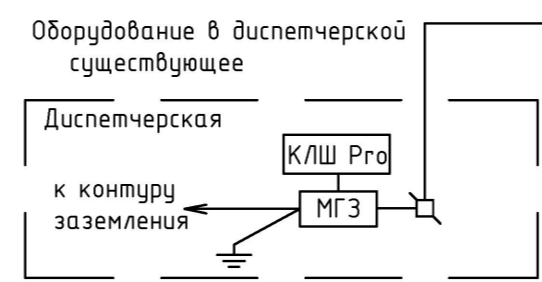 Оборудование в диспетчерской
существующее
Диспетчерская
КЛШ Pro
к контуру
заземления
МГЗ